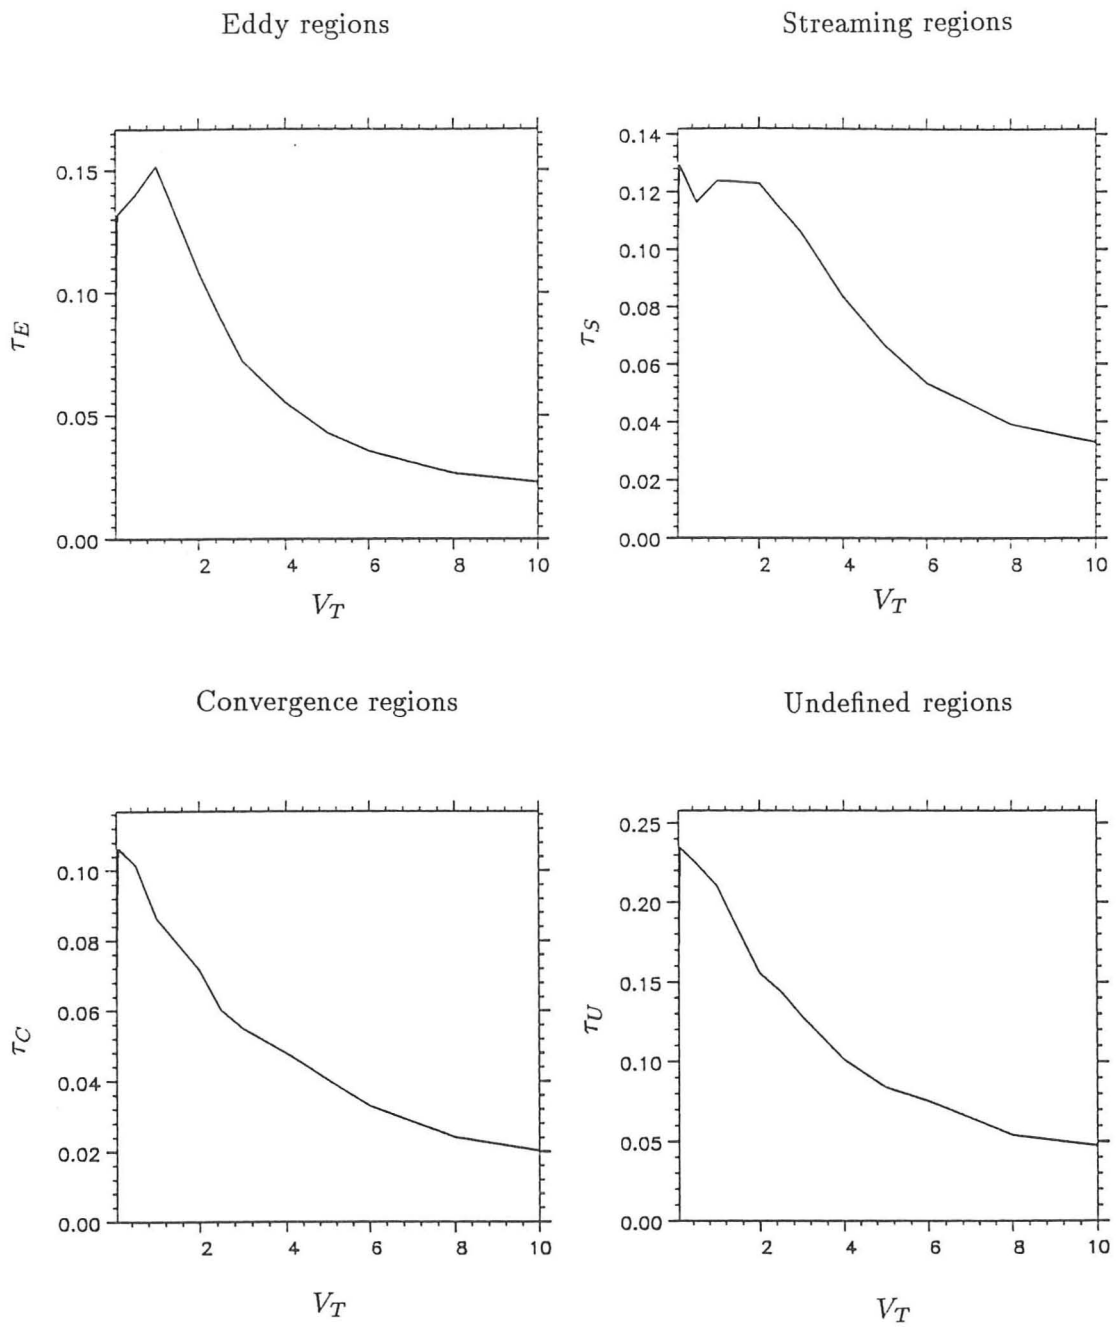 Eddy regions
Streaming regions
0.15
0.10
0.05
0.00
τ_E
2 4 6 8 10
V_T
0.14
0.12
0.10
0.08
0.06
0.04
0.02
0.00
τ_S
2 4 6 8 10
V_T
Convergence regions
Undefined regions
0.10
0.08
0.06
0.04
0.02
0.00
τ_C
2 4 6 8 10
V_T
0.25
0.20
0.15
0.10
0.05
0.00
τ_U
2 4 6 8 10
V_T